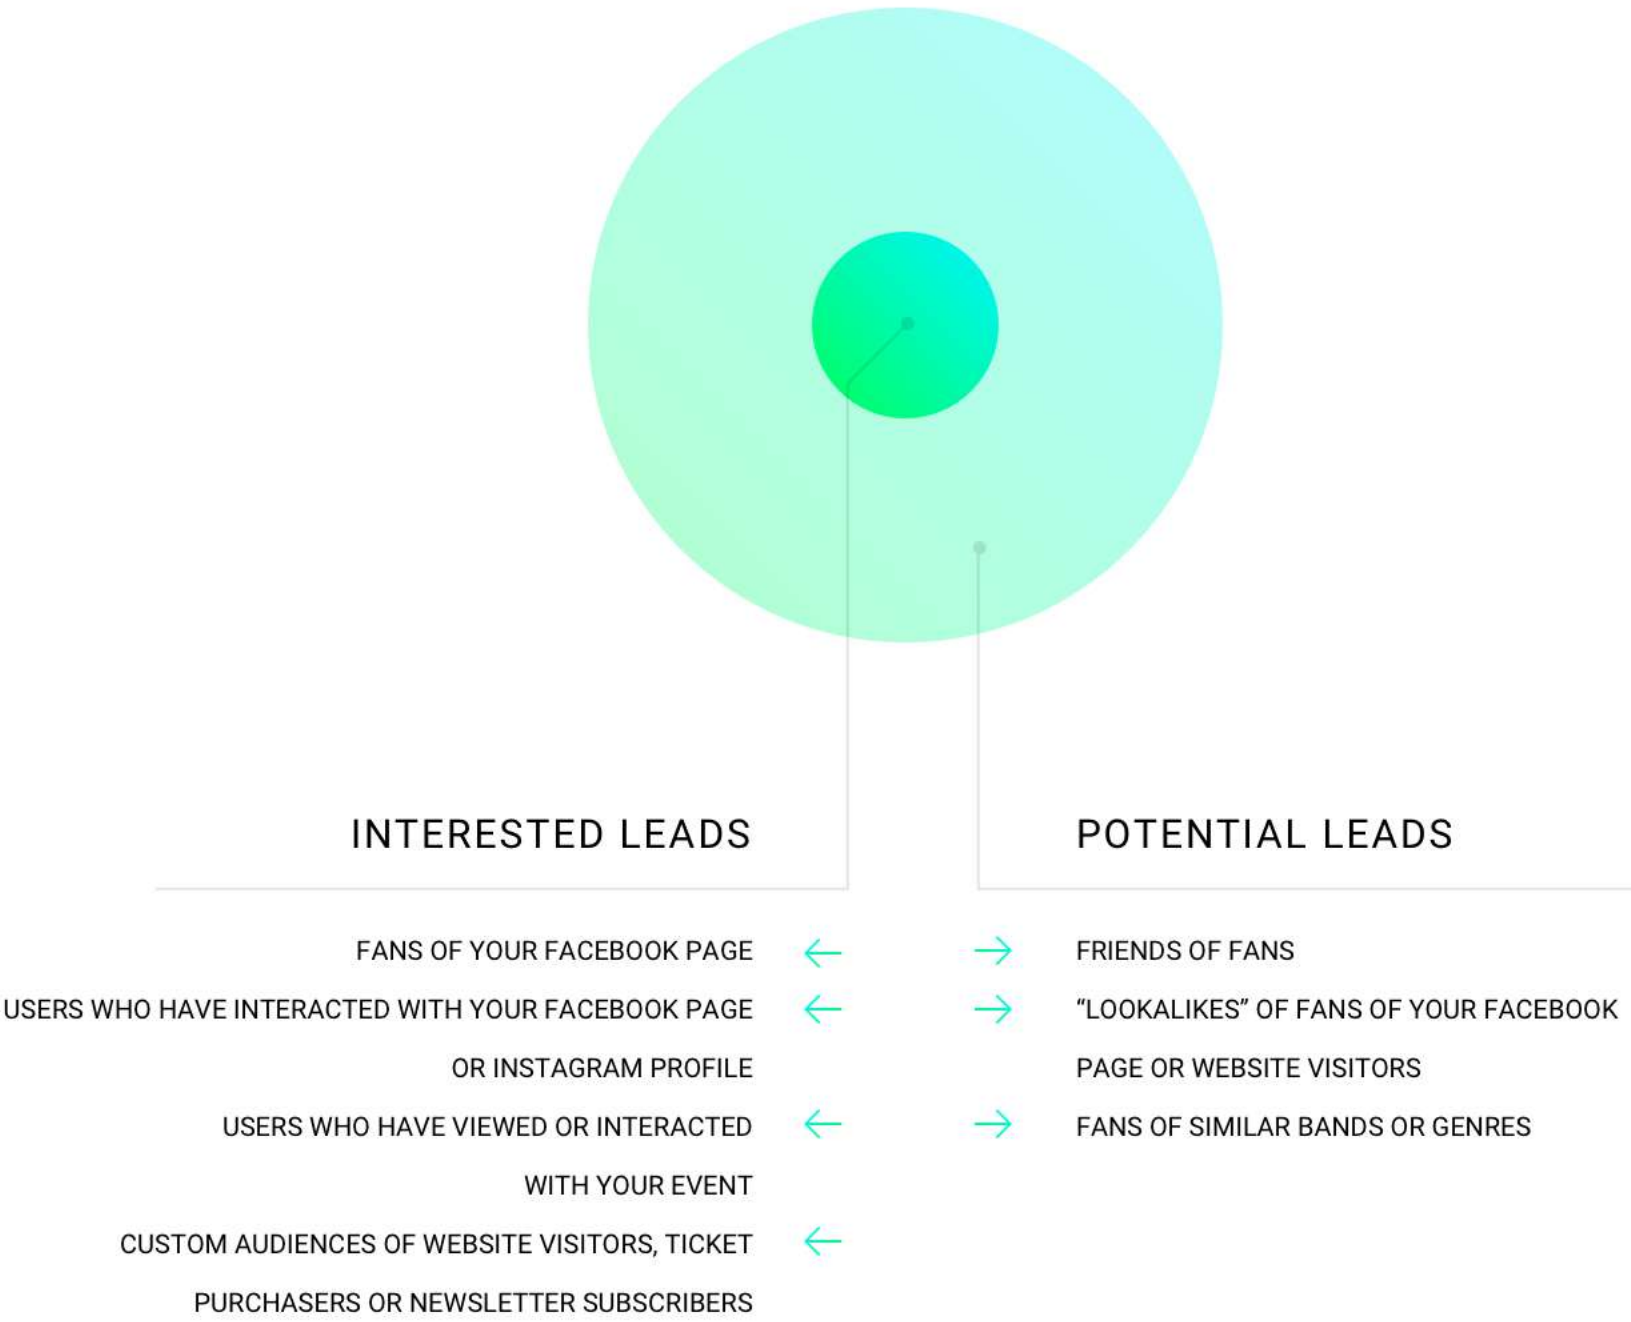 INTERESTED LEADS
FANS OF YOUR FACEBOOK PAGE
USERS WHO HAVE INTERACTED WITH YOUR FACEBOOK PAGE
OR INSTAGRAM PROFILE
USERS WHO HAVE VIEWED OR INTERACTED
WITH YOUR EVENT
CUSTOM AUDIENCES OF WEBSITE VISITORS, TICKET
PURCHASERS OR NEWSLETTER SUBSCRIBERS
POTENTIAL LEADS
FRIENDS OF FANS
“LOOKALIKES” OF FANS OF YOUR FACEBOOK
PAGE OR WEBSITE VISITORS
FANS OF SIMILAR BANDS OR GENRES